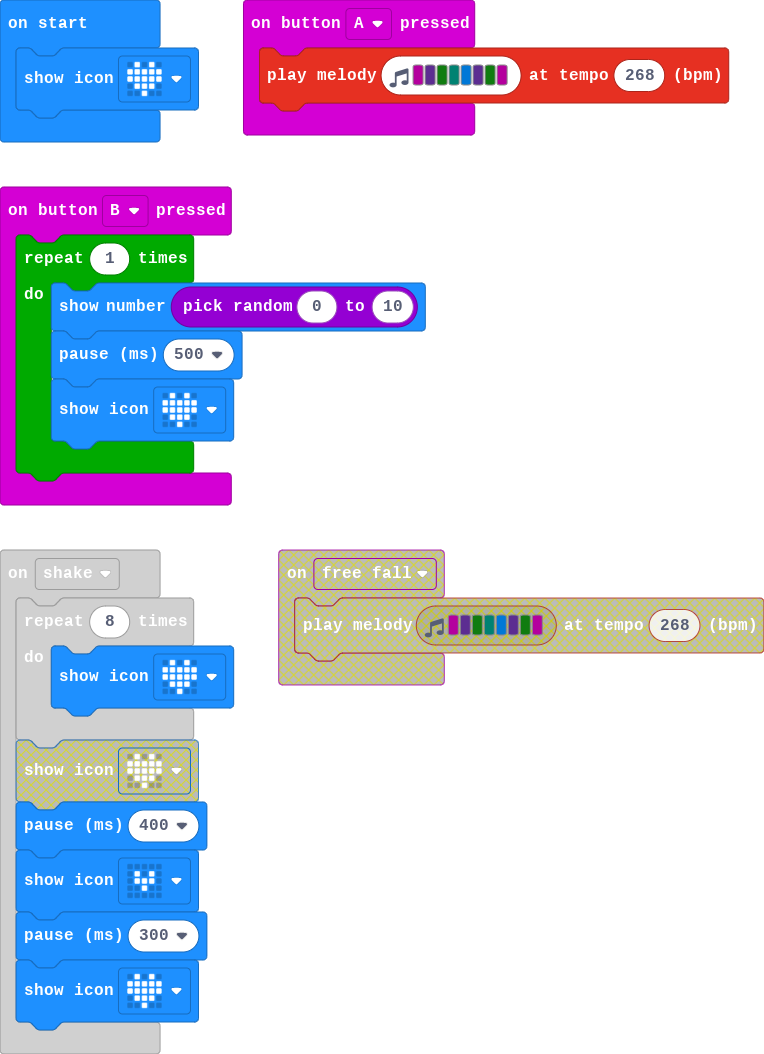 on start
show icon
on button A pressed
play melody at tempo 268 (bpm)
on button B pressed
repeat 1 times
do
show number pick random 0 to 10
pause (ms) 500
show icon
on shake
repeat 8 times
do
show icon
show icon
pause (ms) 400
show icon
pause (ms) 300
show icon
on free fall
play melody at tempo 268 (bpm)